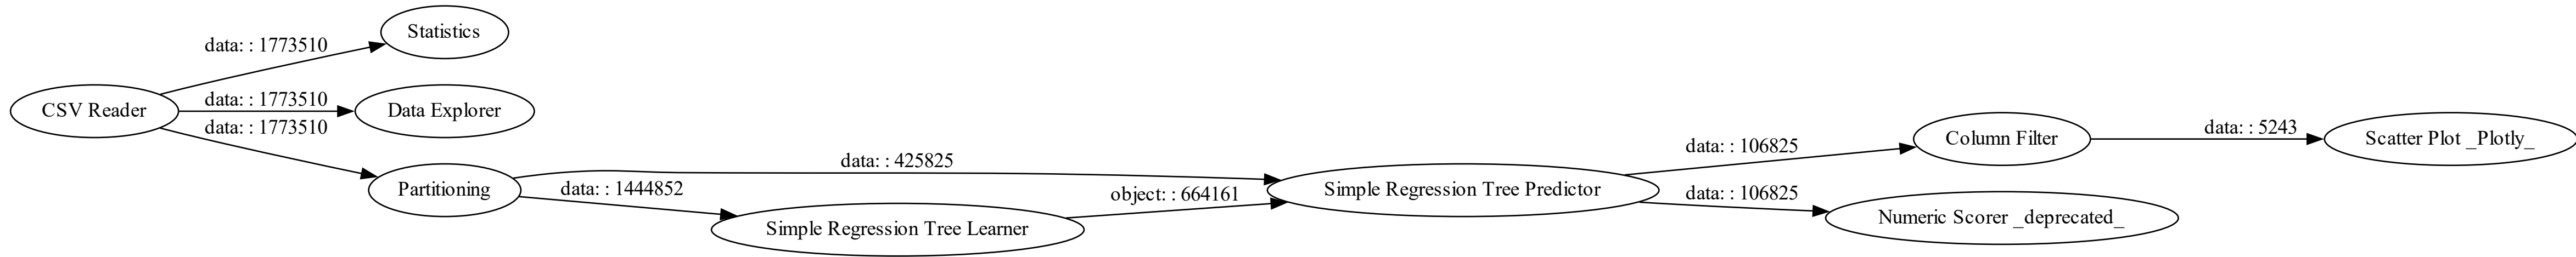 Statistics
data: : 1773510
CSV Reader
data: : 1773510
Data Explorer
data: : 1773510
Partitioning
data: : 425825
data: : 1444852
Simple Regression Tree Learner
object: : 664161
Simple Regression Tree Predictor
data: : 106825
Column Filter
data: : 5243
Scatter Plot _Plotly_
data: : 106825
Numeric Scorer _deprecated_